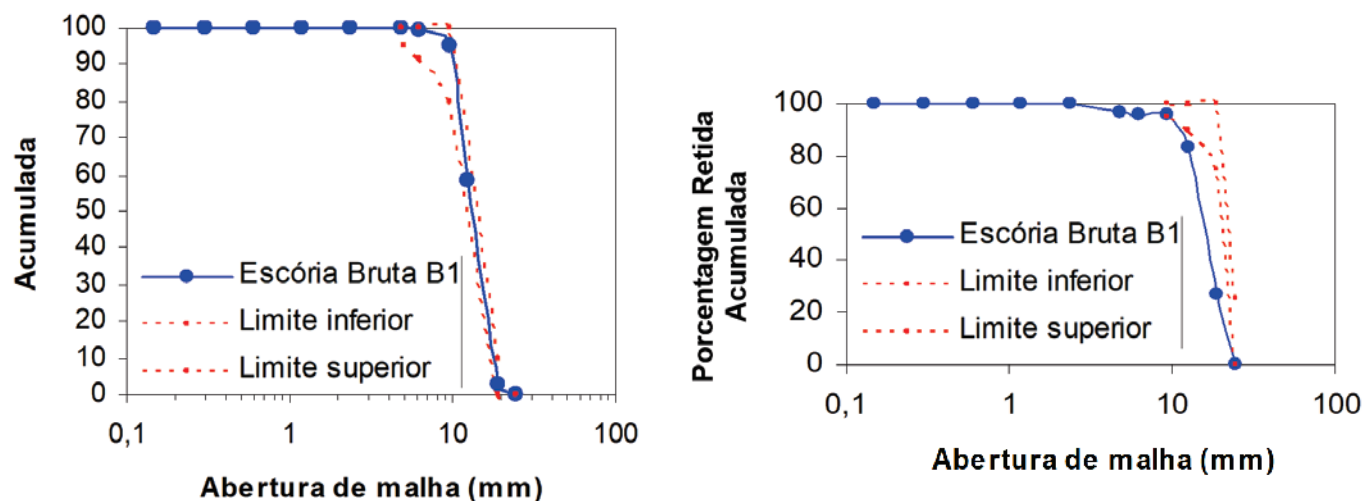 Acumulada
100
90
80
70
60
50
40
30
20
10
0
Escória Bruta B1
Limite inferior
Limite superior
0,1
1
10
100
Abertura de malha (mm)
Porcentagem Retida
Acumulada
100
80
60
40
20
0
Escória Bruta B1
Limite inferior
Limite superior
0,1
1
10
100
Abertura de malha (mm)